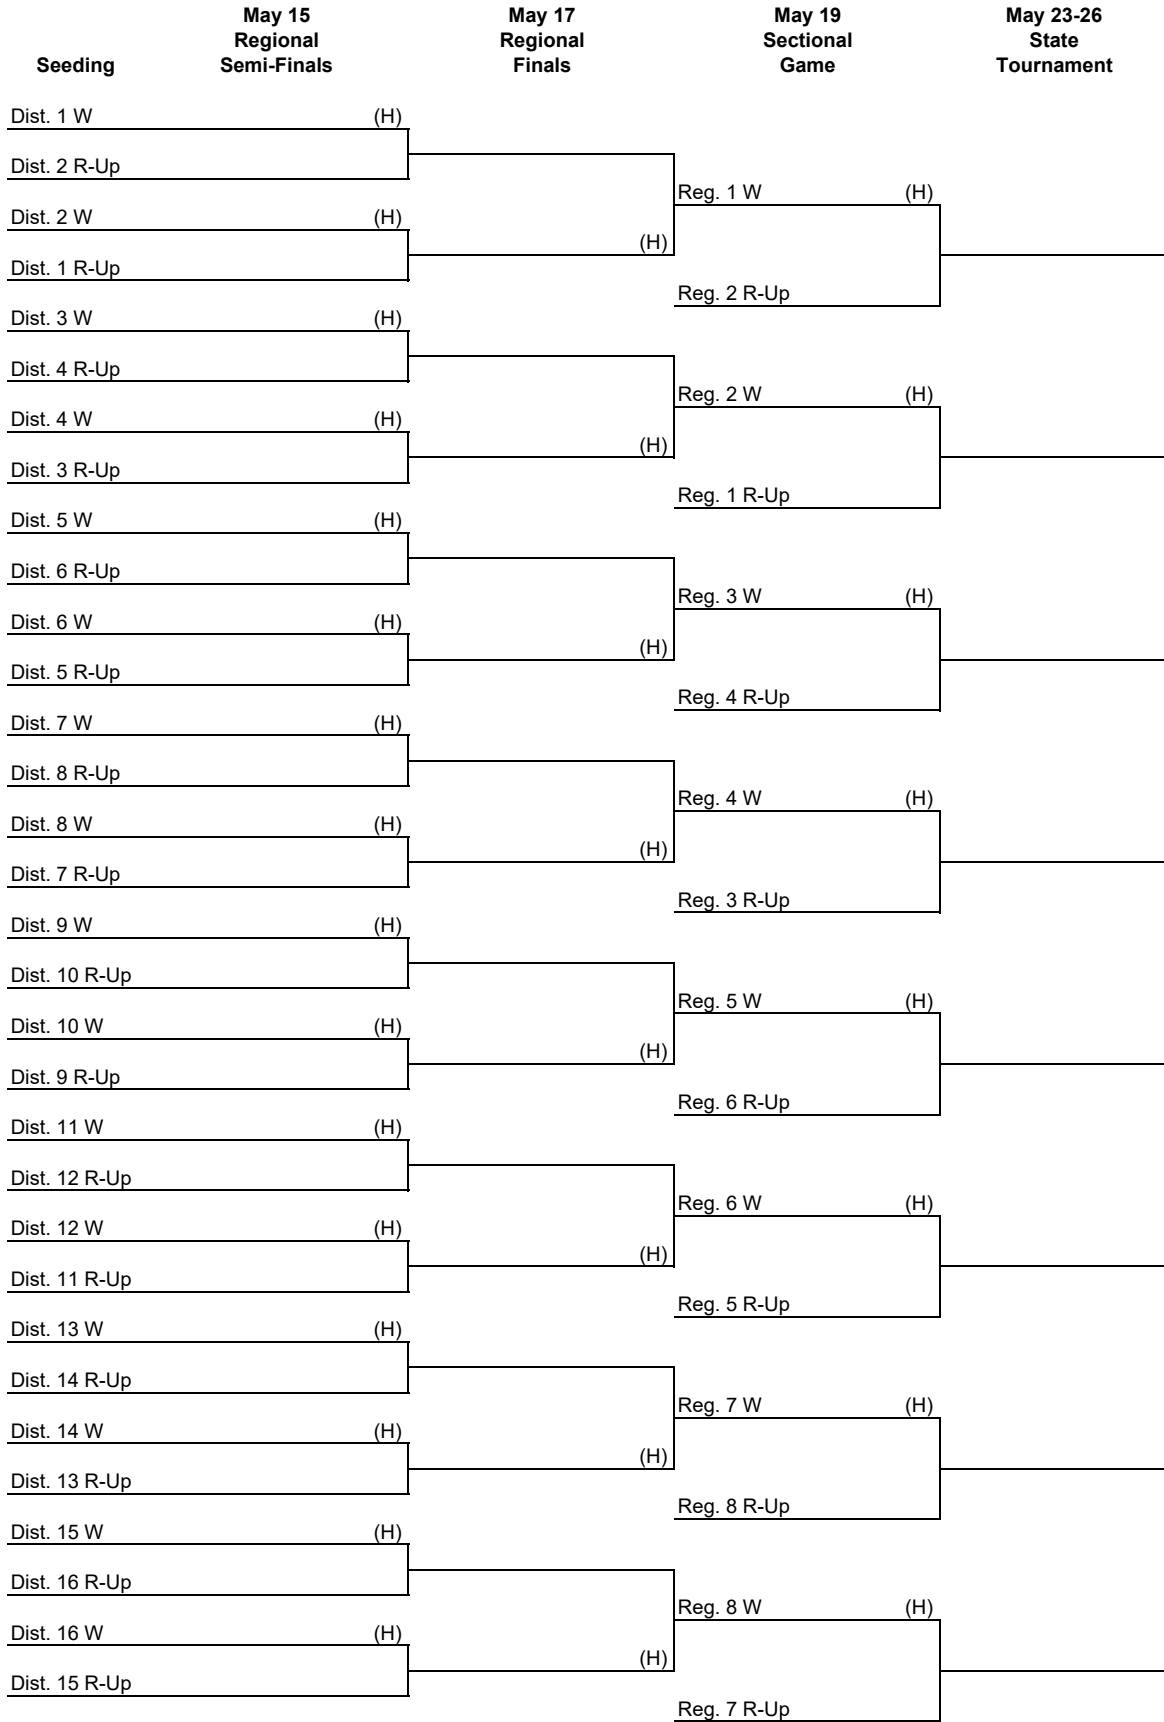 May 15 May 17 May 19 May 23-26
Regional Regional Sectional State
Seeding Semi-Finals Finals Game Tournament
Dist. 1 W (H)
Dist. 2 R-Up
Reg. 1 W (H)
Dist. 2 W (H)
(H)
Dist. 1 R-Up
Reg. 2 R-Up
Dist. 3 W (H)
Dist. 4 R-Up
Reg. 2 W (H)
Dist. 4 W (H)
(H)
Dist. 3 R-Up
Reg. 1 R-Up
Dist. 5 W (H)
Dist. 6 R-Up
Reg. 3 W (H)
Dist. 6 W (H)
(H)
Dist. 5 R-Up
Reg. 4 R-Up
Dist. 7 W (H)
Dist. 8 R-Up
Reg. 4 W (H)
Dist. 8 W (H)
(H)
Dist. 7 R-Up
Reg. 3 R-Up
Dist. 9 W (H)
Dist. 10 R-Up
Reg. 5 W (H)
Dist. 10 W (H)
(H)
Dist. 9 R-Up
Reg. 6 R-Up
Dist. 11 W (H)
Dist. 12 R-Up
Reg. 6 W (H)
Dist. 12 W (H)
(H)
Dist. 11 R-Up
Reg. 5 R-Up
Dist. 13 W (H)
Dist. 14 R-Up
Reg. 7 W (H)
Dist. 14 W (H)
(H)
Dist. 13 R-Up
Reg. 8 R-Up
Dist. 15 W (H)
Dist. 16 R-Up
Reg. 8 W (H)
Dist. 16 W (H)
(H)
Dist. 15 R-Up
Reg. 7 R-Up